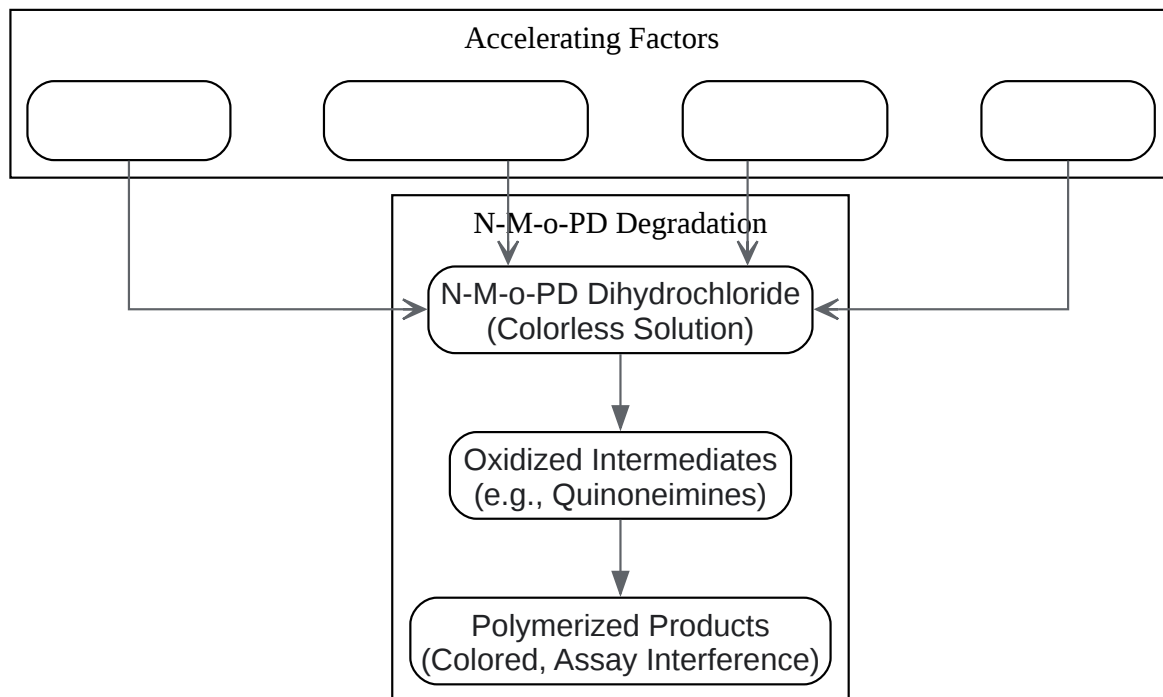 Accelerating Factors
N-M-o-PD Degradation
N-M-o-PD Dihydrochloride
(Colorless Solution)
Oxidized Intermediates
(e.g., Quinoneimines)
Polymerized Products
(Colored, Assay Interference)